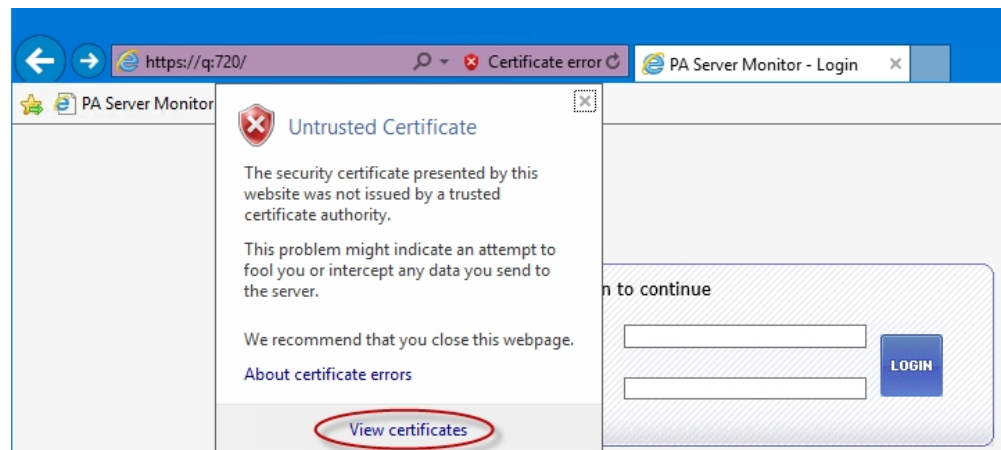 https://q:720/
Certificate error
PA Server Monitor - Login
PA Server Monitor
Untrusted Certificate
The security certificate presented by this
website was not issued by a trusted
certificate authority.
This problem might indicate an attempt to
fool you or intercept any data you send to
the server.
We recommend that you close this webpage.
About certificate errors
View certificates
n to continue
LOGIN